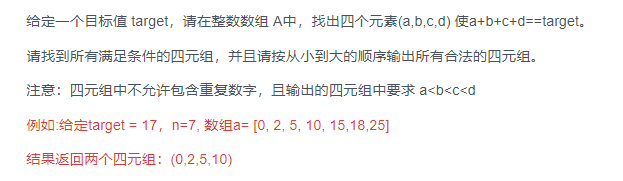 给定一个目标值 target，请在整数数组 A中，找出四个元素(a,b,c,d) 使a+b+c+d==target。
请找到所有满足条件的四元组，并且请按从小到大的顺序输出所有合法的四元组。
注意：四元组中不允许包含重复数字，且输出的四元组中要求 a<b<c<d
例如:给定target = 17，n=7, 数组a= [0, 2, 5, 10, 15,18,25]
结果返回两个四元组：(0,2,5,10)